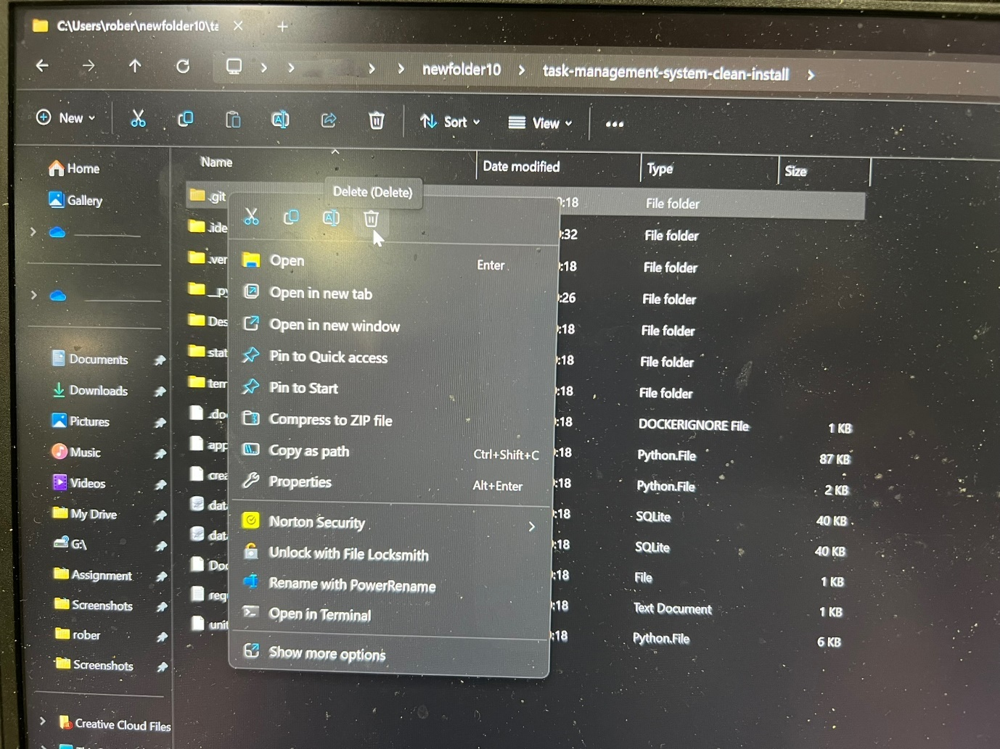 C:\Users\rober\newfolder10\ta
newfolder10 > task-management-system-clean-install >
New Sort View
Name Date modified Type Size
Home
Gallery
Documents
Downloads
Pictures
Music
Videos
My Drive
G:\
Assignment
Screenshots
rober
Screenshots
Creative Cloud Files
Delete (Delete)
.git :18 File folder
.ide :32 File folder
.ver :18 File folder
__py :26 File folder
Des :18 File folder
stat :18 File folder
tem :18 File folder
.do :18 DOCKERIGNORE File 1 KB
app :18 Python.File 87 KB
crea :18 Python.File 2 KB
dat :18 SQLite 40 KB
dat :18 SQLite 40 KB
Doc :18 File 1 KB
req :18 Text Document 1 KB
unit :18 Python.File 6 KB
Open Enter
Open in new tab
Open in new window
Pin to Quick access
Pin to Start
Compress to ZIP file
Copy as path Ctrl+Shift+C
Properties Alt+Enter
Norton Security
Unlock with File Locksmith
Rename with PowerRename
Open in Terminal
Show more options